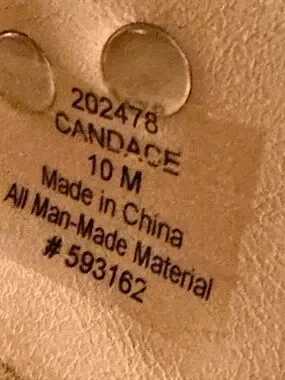 202478
CANDACE
10 M
Made in China
All Man-Made Material
# 593162